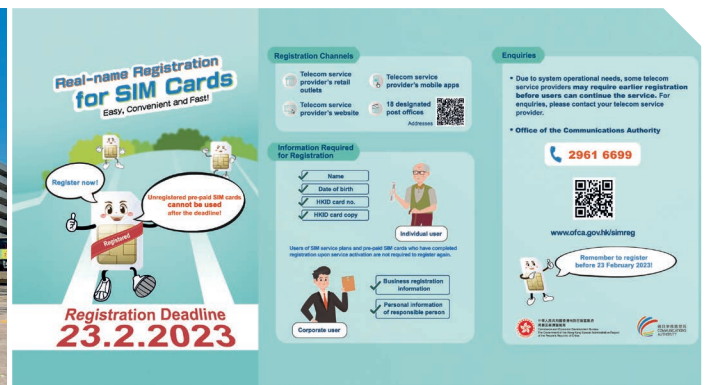 Real-name Registration
for SIM Cards
Easy, Convenient and Fast!
Register now!
Unregistered pre-paid SIM cards
cannot be used
after the deadline!
Registered
Registration Deadline
23.2.2023
Registration Channels
Telecom service
provider's retail
outlets
Telecom service
provider's mobile apps
Telecom service
provider's website
18 designated
post offices
Addresses
Information Required
for Registration
Name
Date of birth
HKID card no.
HKID card copy
Individual user
Users of SIM service plans and pre-paid SIM cards who have completed
registration upon service activation are not required to register again.
Business registration
information
Personal information
of responsible person
Corporate user
Enquiries
• Due to system operational needs, some telecom
service providers may require earlier registration
before users can continue the service. For
enquiries, please contact your telecom service
provider.
• Office of the Communications Authority
2961 6699
www.ofca.gov.hk/simreg
Remember to register
before 23 February 2023!
COMMUNICATIONS
AUTHORITY